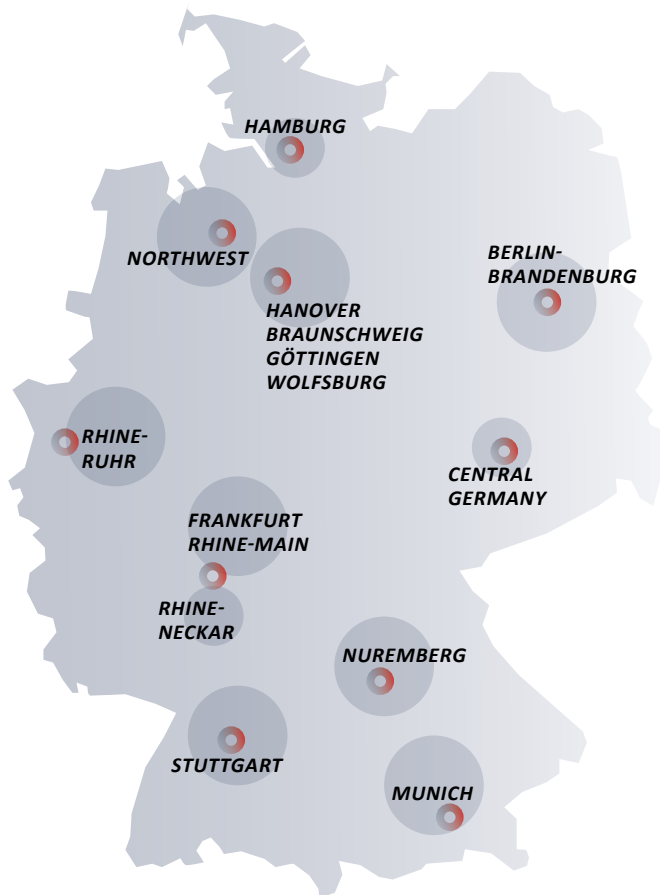 HAMBURG
NORTHWEST
BERLIN-
BRANDENBURG
HANOVER
BRAUNSCHWEIG
GÖTTINGEN
WOLFSBURG
RHINE-
RUHR
CENTRAL
GERMANY
FRANKFURT
RHINE-MAIN
RHINE-
NECKAR
NUREMBERG
STUTTGART
MUNICH